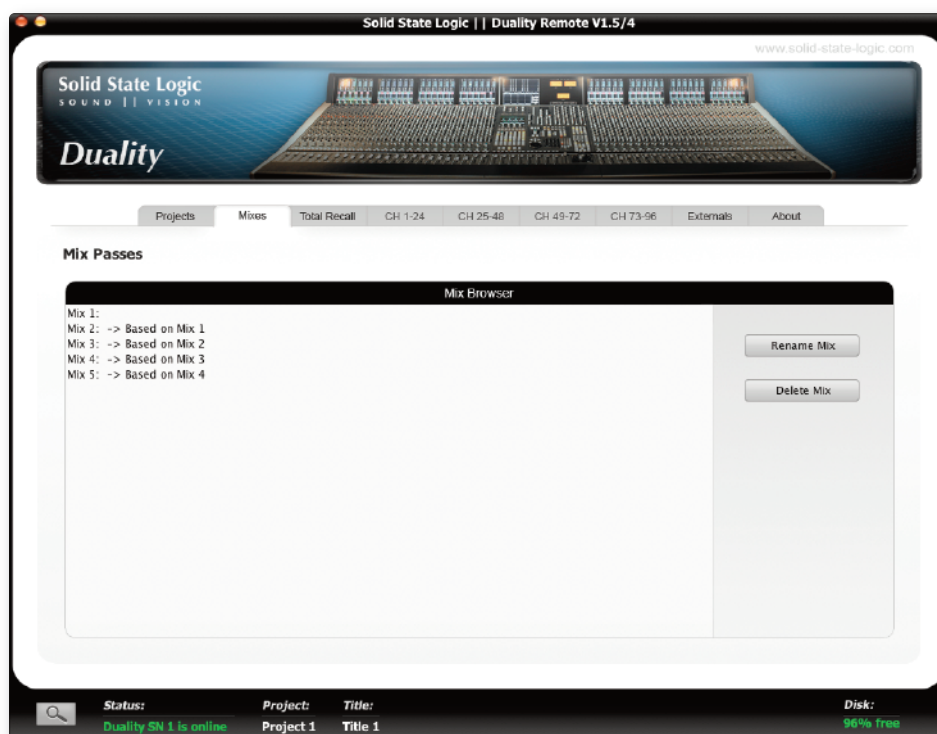 Solid State Logic || Duality Remote V1.5/4
www.solid-state-logic.com
Solid State Logic
SOUND || VISION
Duality
Projects Mixes Total Recall CH 1-24 CH 25-48 CH 49-72 CH 73-96 Externals About
Mix Passes
Mix Browser
Mix 1:
Mix 2: -> Based on Mix 1
Mix 3: -> Based on Mix 2
Mix 4: -> Based on Mix 3
Mix 5: -> Based on Mix 4
Rename Mix
Delete Mix
Status: Project: Title: Disk:
Duality SN 1 is online Project 1 Title 1 96% free